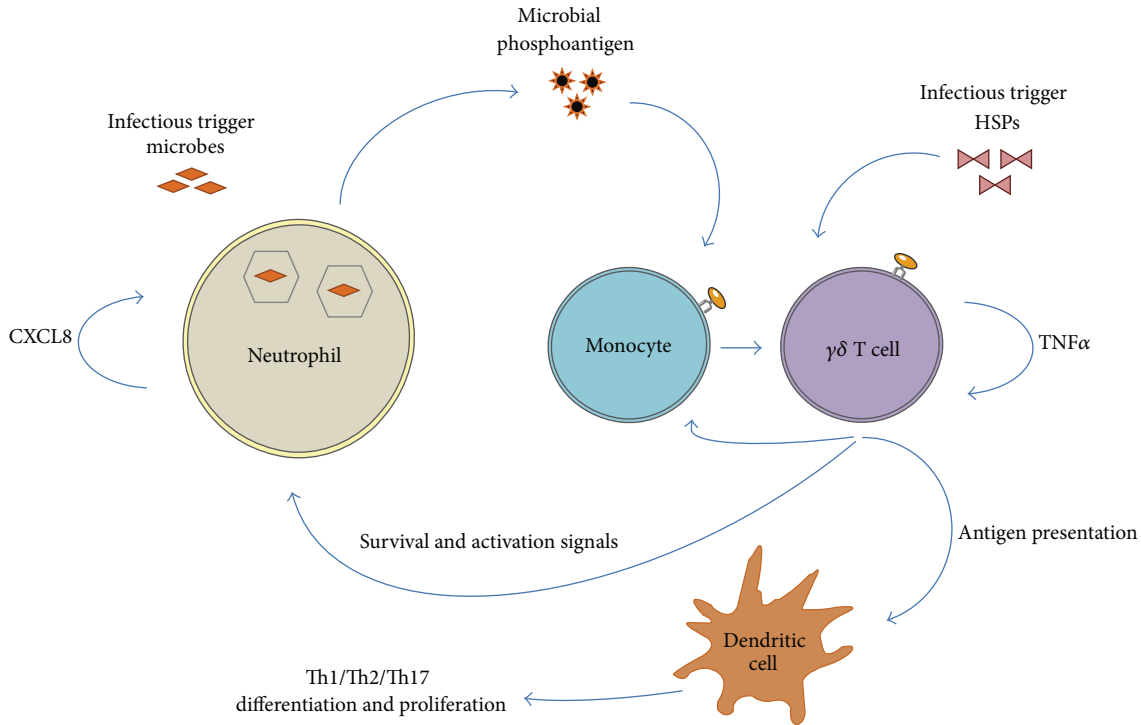 Microbial
phosphoantigen
Infectious trigger
microbes
Infectious trigger
HSPs
CXCL8
Neutrophil
Monocyte
γδ T cell
TNFα
Survival and activation signals
Antigen presentation
Dendritic
cell
Th1/Th2/Th17
differentiation and proliferation